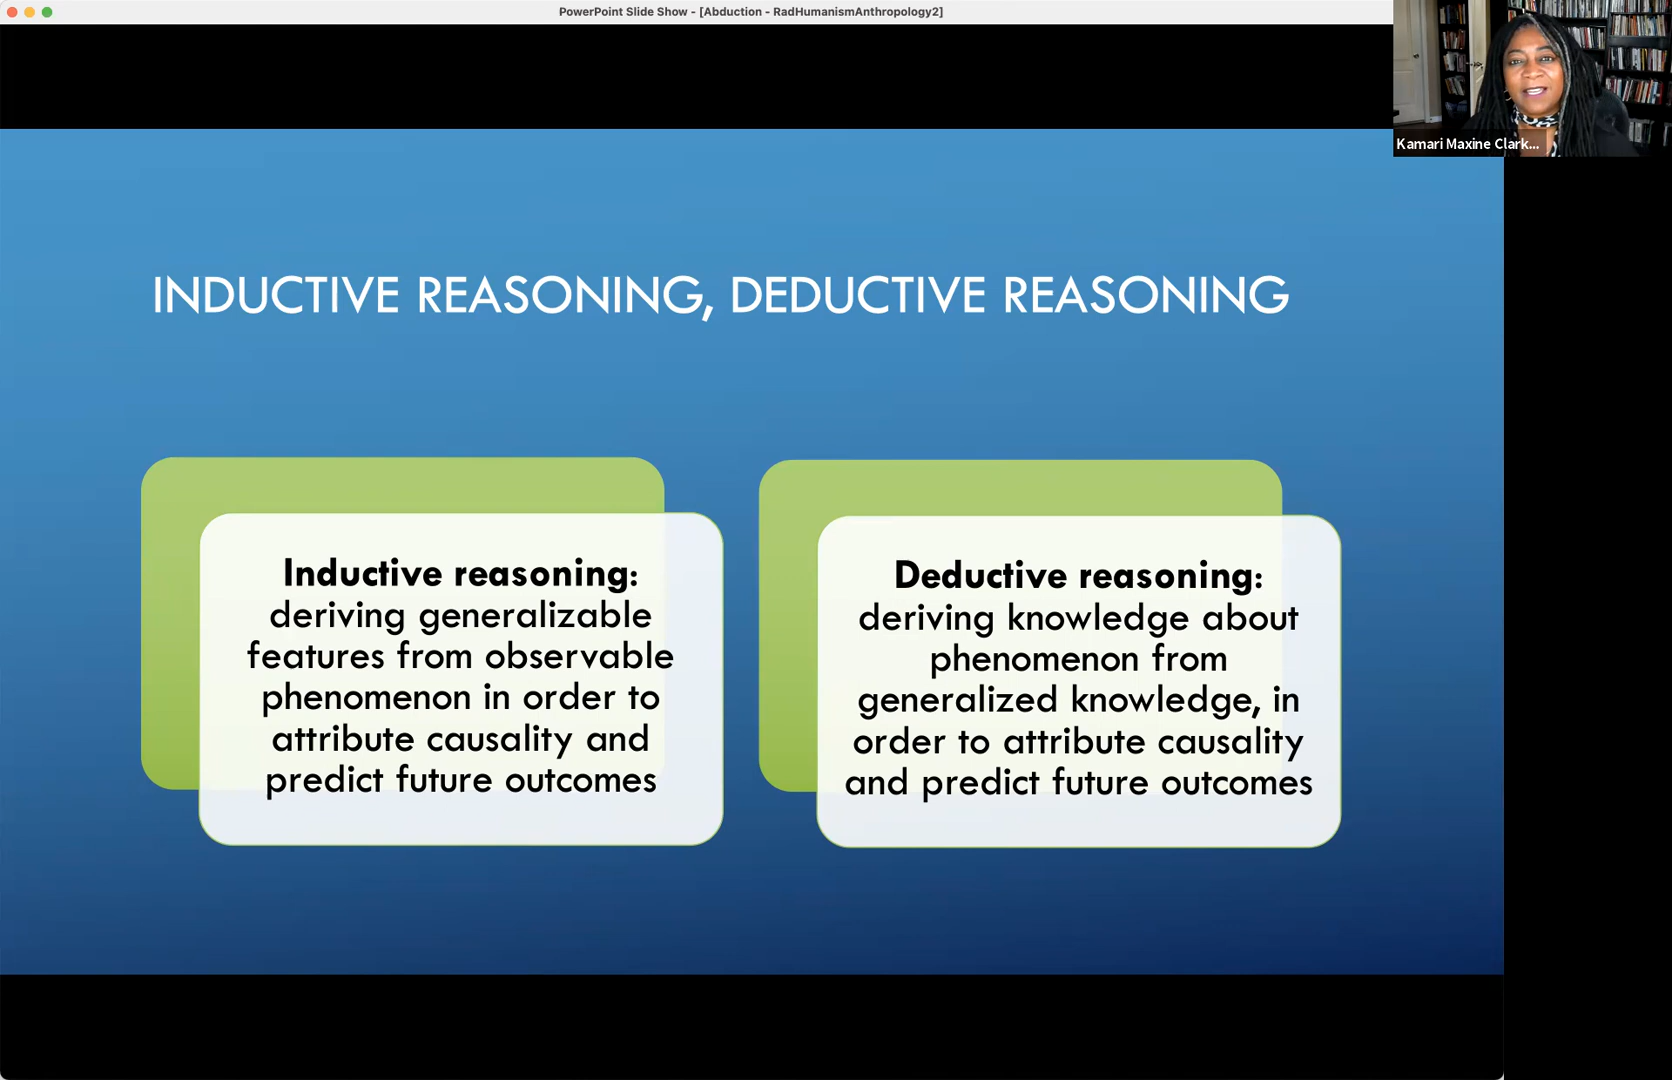 PowerPoint Slide Show - [Abduction - RadHumanismAnthropology2]
Kamari Maxine Clark...
INDUCTIVE REASONING, DEDUCTIVE REASONING
Inductive reasoning:
deriving generalizable
features from observable
phenomenon in order to
attribute causality and
predict future outcomes
Deductive reasoning:
deriving knowledge about
phenomenon from
generalized knowledge, in
order to attribute causality
and predict future outcomes